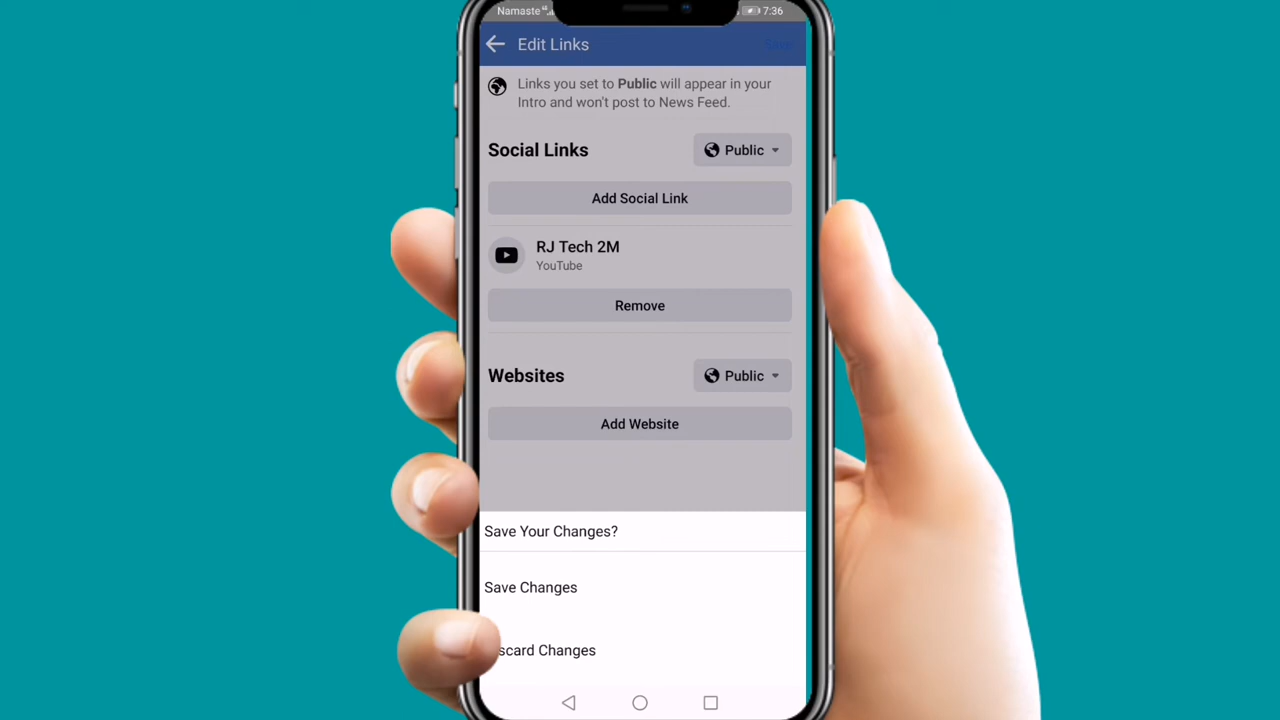 Namaste 7:36
Edit Links
Links you set to Public will appear in your
Intro and won't post to News Feed.
Social Links Public
Add Social Link
RJ Tech 2M
YouTube
Remove
Websites Public
Add Website
Save Your Changes?
Save Changes
scard Changes